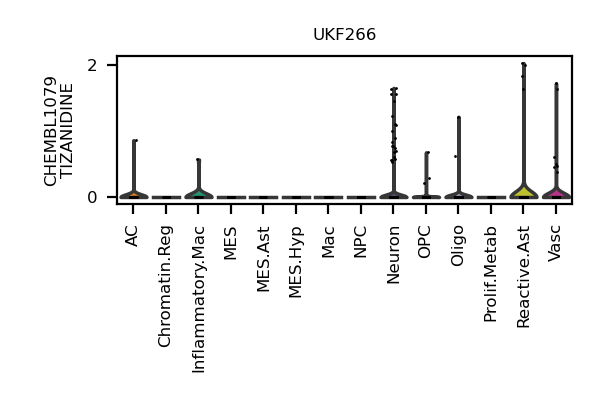 UKF266
CHEMBL1079
TIZANIDINE
2
0
AC
Chromatin.Reg
Inflammatory.Mac
MES
MES.Ast
MES.Hyp
Mac
NPC
Neuron
OPC
Oligo
Prolif.Metab
Reactive.Ast
Vasc